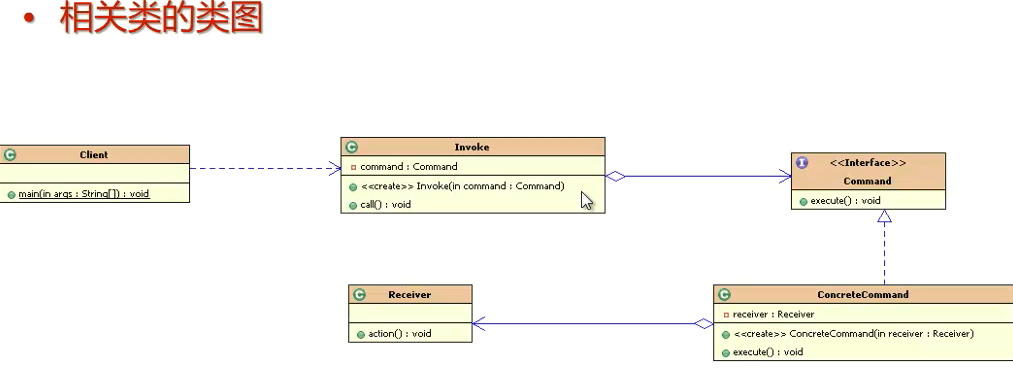 • 相关类的类图
C Client
main(in args : String[]) : void
C Invoke
command : Command
<<create>> Invoke(in command : Command)
call() : void
I <<Interface>>
Command
execute() : void
C Receiver
action() : void
C ConcreteCommand
receiver : Receiver
<<create>> ConcreteCommand(in receiver : Receiver)
execute() : void